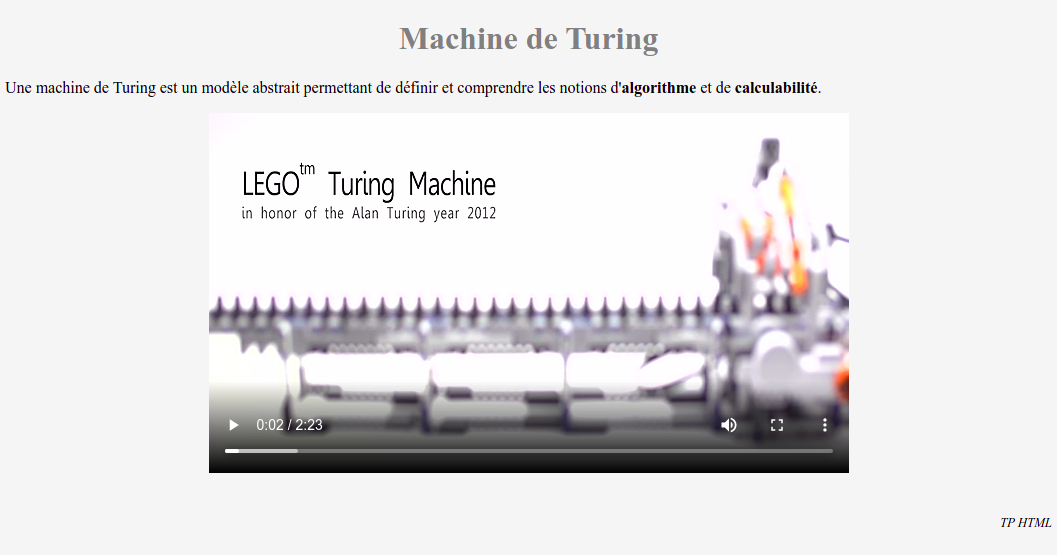 Machine de Turing
Une machine de Turing est un modèle abstrait permettant de définir et comprendre les notions d'algorithme et de calculabilité.
LEGO™ Turing Machine
in honor of the Alan Turing year 2012
0:02 / 2:23
TP HTML